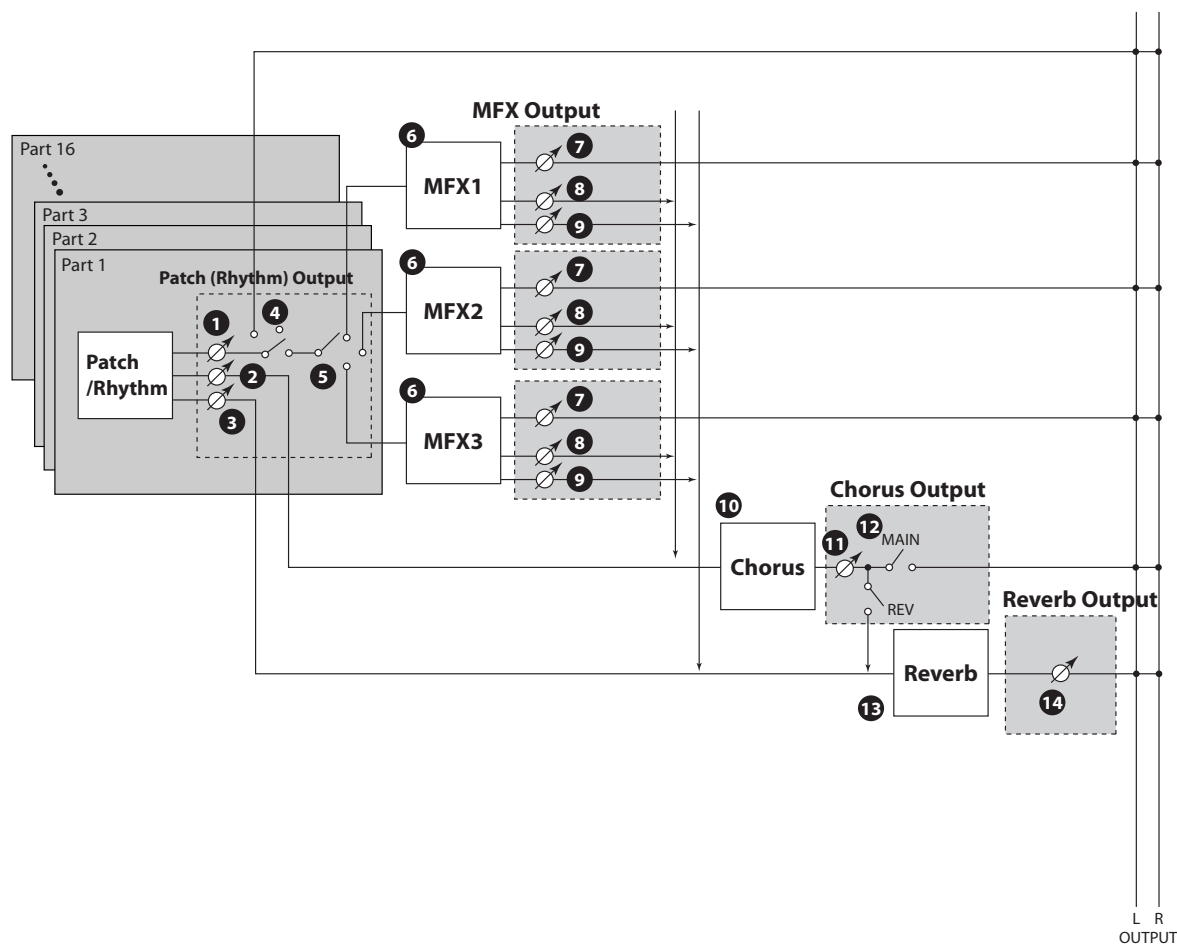 MFX Output
Part 16
Part 3
Part 2
Part 1
Patch (Rhythm) Output
Patch
/Rhythm
1
2
3
4
5
6
MFX1
7
8
9
6
MFX2
7
8
9
6
MFX3
7
8
9
10
Chorus
Chorus Output
11
12
MAIN
REV
Reverb Output
Reverb
13
14
L R
OUTPUT